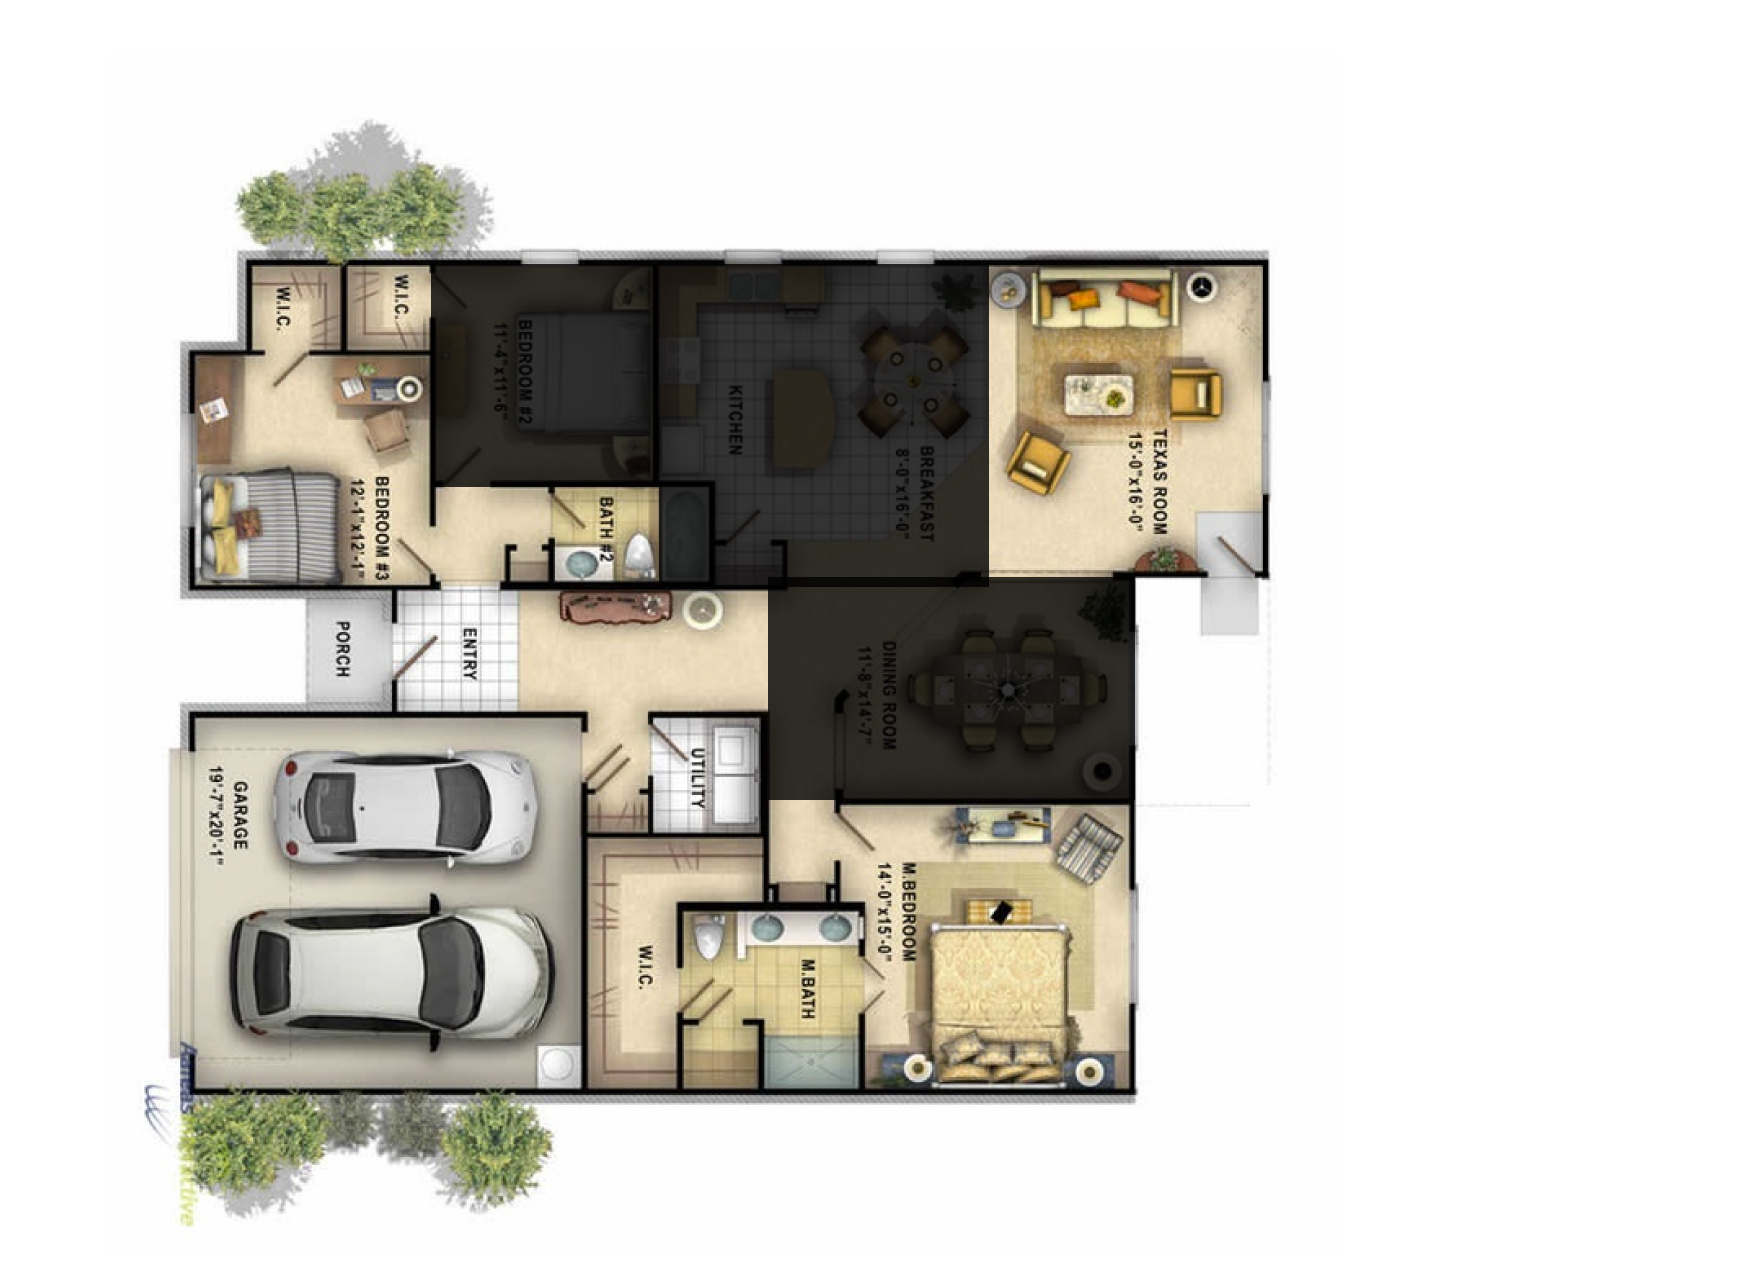 W.I.C.
W.I.C.
BEDROOM #2
11'-4"x11'-6"
KITCHEN
BREAKFAST
8'-0"x16'-0"
TEXAS ROOM
15'-0"x16'-0"
BEDROOM #3
12'-1"x12'-1"
BATH #2
PORCH
ENTRY
DINING ROOM
11'-8"x14'-7"
UTILITY
GARAGE
19'-7"x20'-1"
M.BEDROOM
14'-0"x15'-0"
W.I.C.
M.BATH